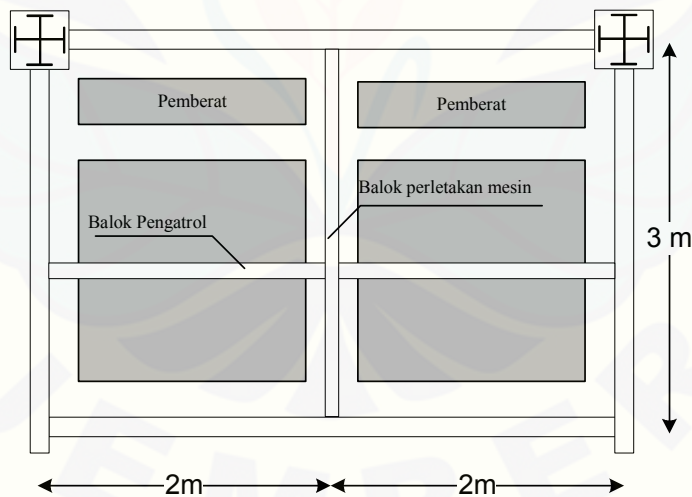 Pemberat
Pemberat
Balok perletakan mesin
Balok Pengatrol
3 m
2m
2m